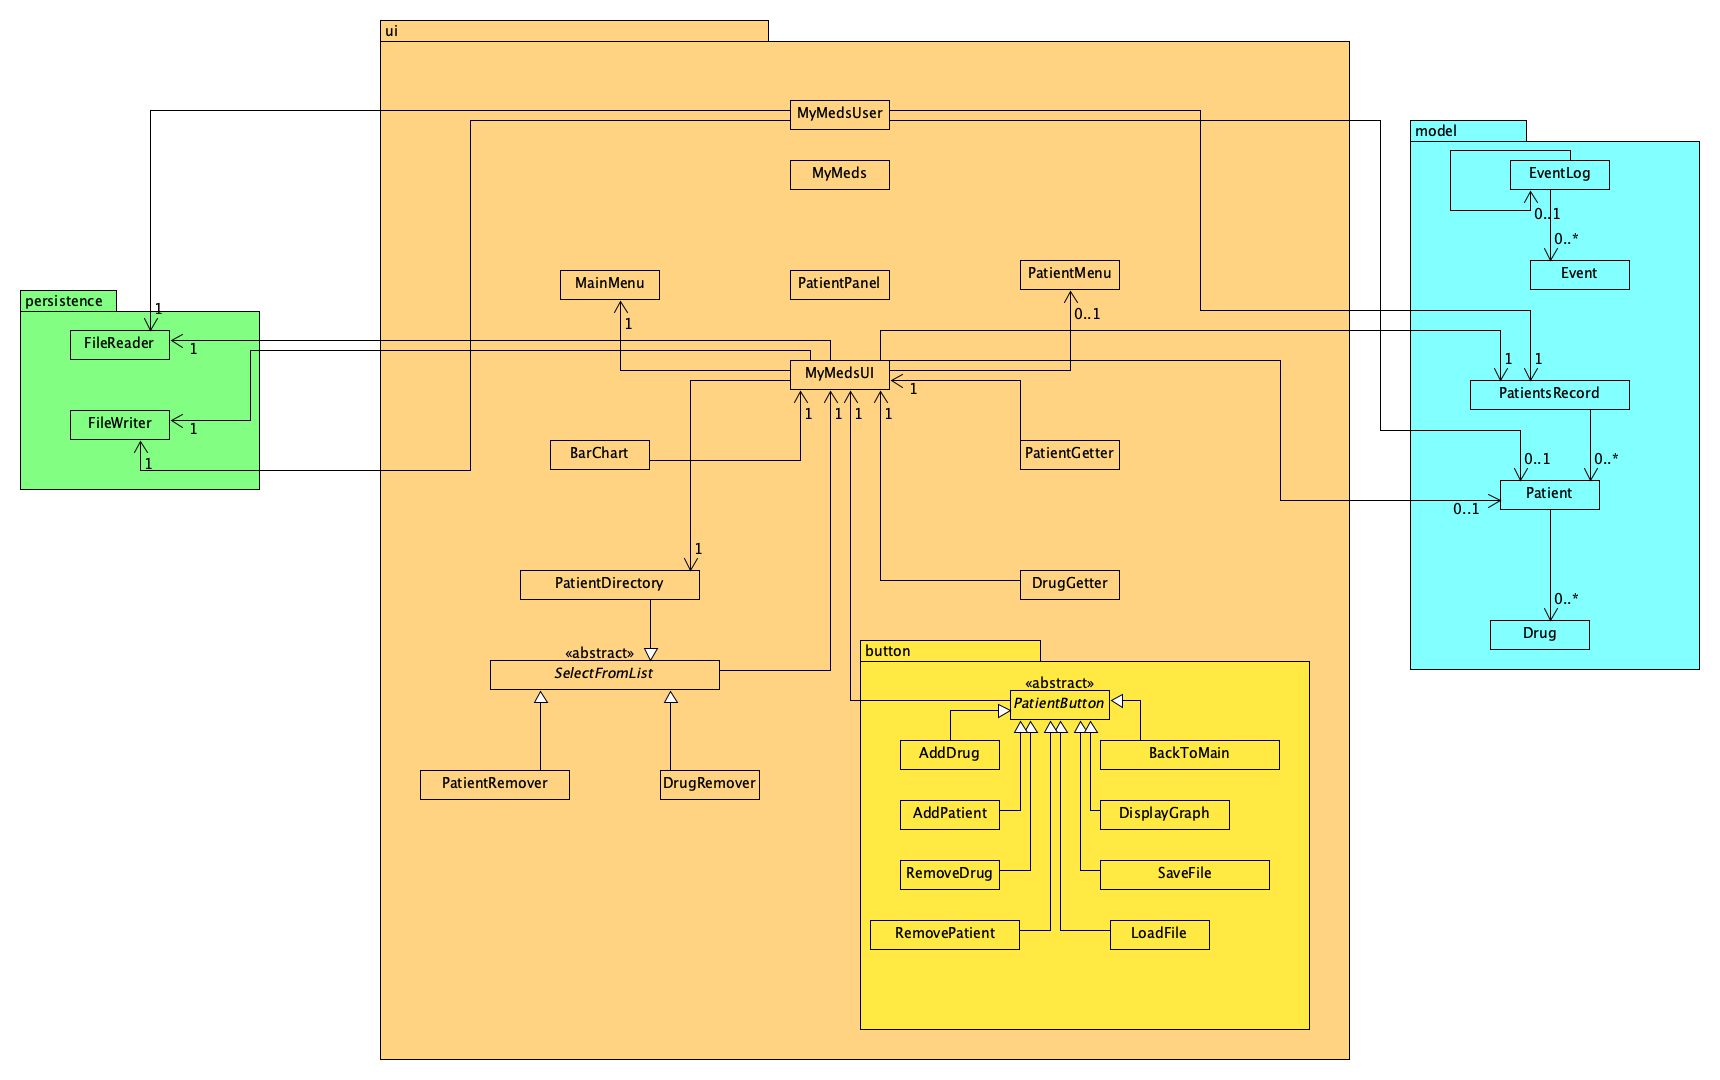 ui
MyMedsUser
model
MyMeds
EventLog
0..1
0..*
MainMenu
PatientPanel
PatientMenu
Event
persistence
1
1
0..1
FileReader
1
1
1
MyMedsUI
1
PatientsRecord
FileWriter
1
1
1
1
1
1
BarChart
PatientGetter
0..1
0..*
Patient
0..1
1
PatientDirectory
DrugGetter
0..*
Drug
«abstract»
SelectFromList
button
«abstract»
PatientButton
AddDrug
BackToMain
PatientRemover
DrugRemover
AddPatient
DisplayGraph
RemoveDrug
SaveFile
RemovePatient
LoadFile